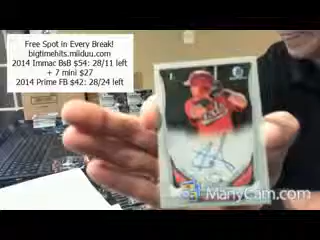 Free Spot in Every Break!
bigtimehits.miiduu.com
2014 Immac BsB $54: 28/11 left
+ 7 mini $27
2014 Prime FB $42: 28/24 left
ManyCam.com